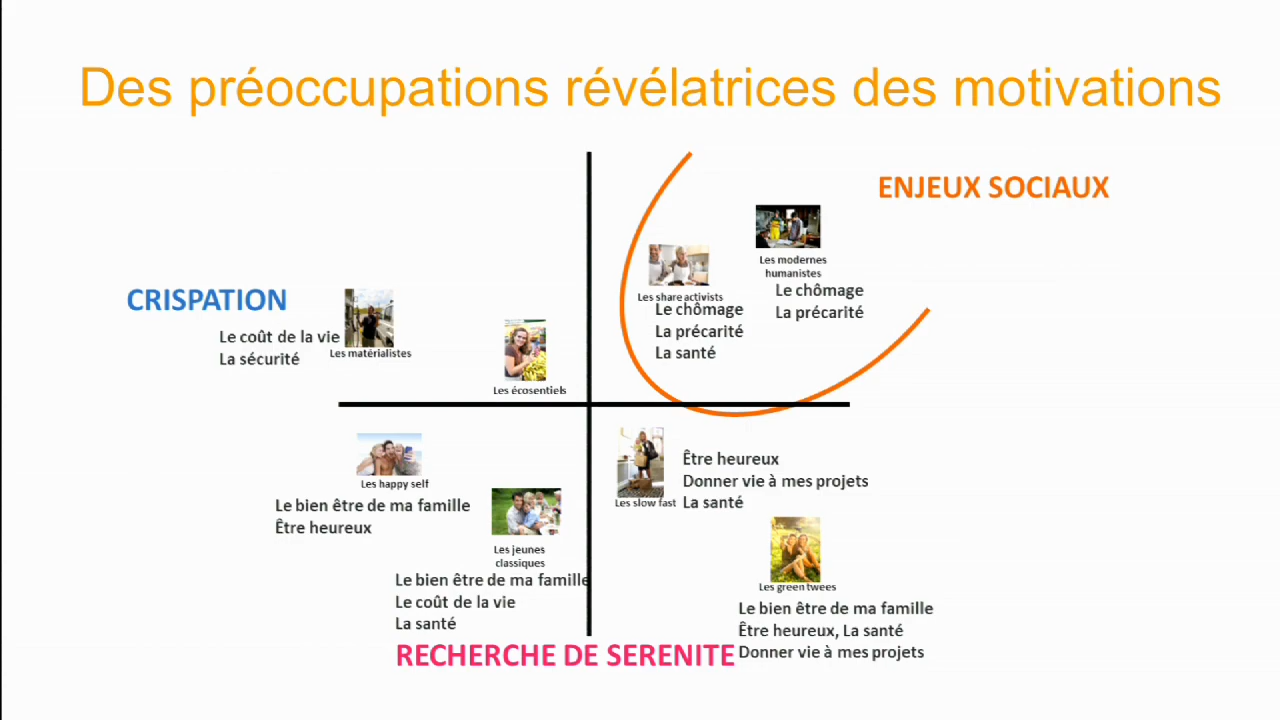 Des préoccupations révélatrices des motivations
ENJEUX SOCIAUX
Les modernes
humanistes
Le chômage
La précarité
Les share activists
Le chômage
La précarité
La santé
CRISPATION
Le coût de la vie
La sécurité
Les matérialistes
Les écosentiels
Les happy self
Le bien être de ma famille
Être heureux
Les jeunes
classiques
Le bien être de ma famille
Le coût de la vie
La santé
Être heureux
Donner vie à mes projets
La santé
Les slow fast
Les green twees
Le bien être de ma famille
Être heureux, La santé
Donner vie à mes projets
RECHERCHE DE SERENITE